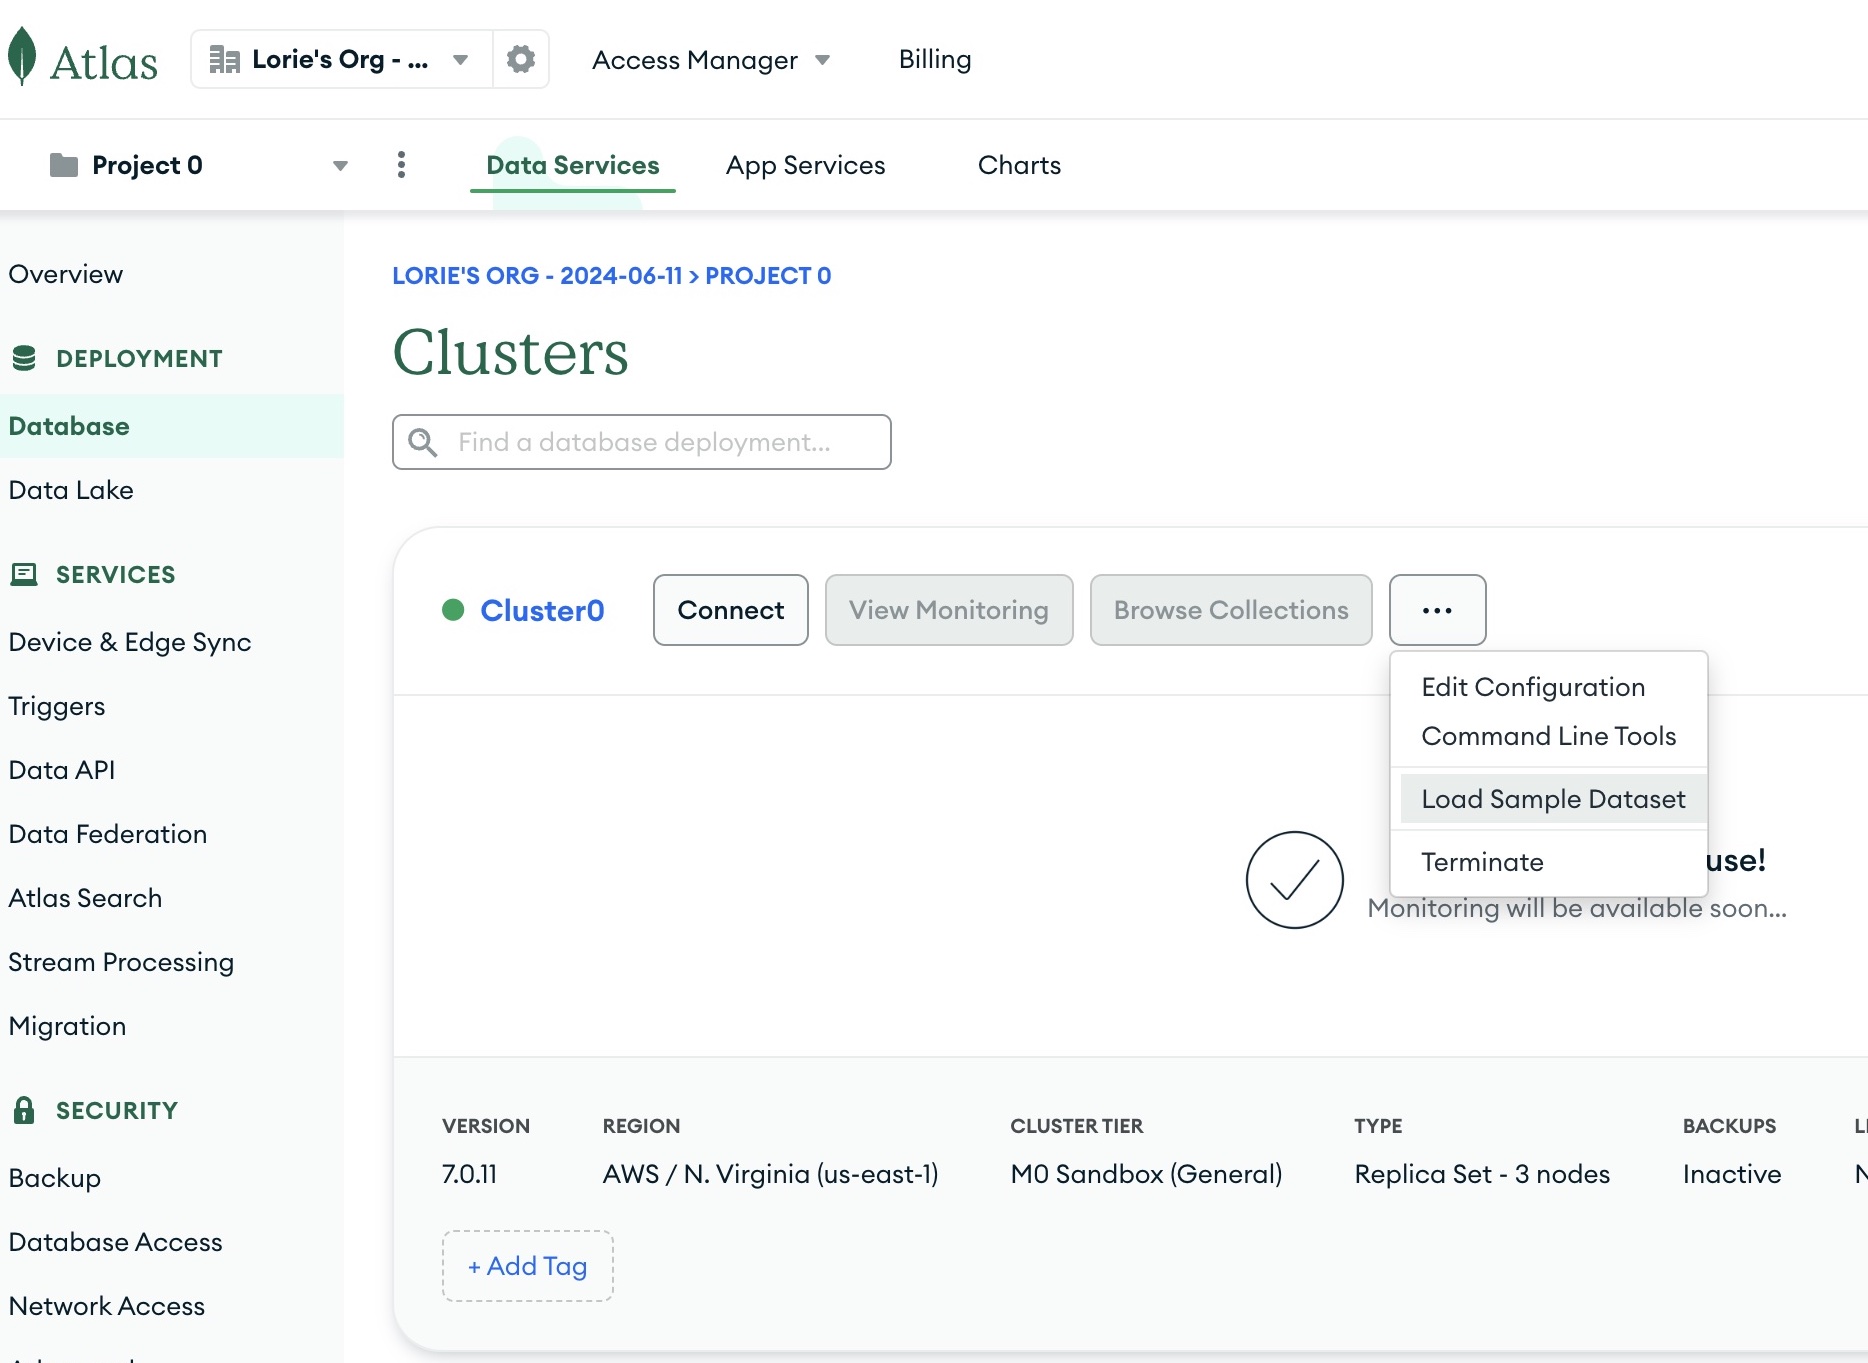 Atlas
Lorie's Org - ...
Access Manager
Billing
Project 0
Data Services
App Services
Charts
Overview
DEPLOYMENT
Database
Data Lake
SERVICES
Device & Edge Sync
Triggers
Data API
Data Federation
Atlas Search
Stream Processing
Migration
SECURITY
Backup
Database Access
Network Access
LORIE'S ORG - 2024-06-11 > PROJECT 0
Clusters
Find a database deployment...
Cluster0
Connect
View Monitoring
Browse Collections
...
Edit Configuration
Command Line Tools
Load Sample Dataset
Terminate
use!
Monitoring will be available soon...
VERSION
7.0.11
REGION
AWS / N. Virginia (us-east-1)
CLUSTER TIER
M0 Sandbox (General)
TYPE
Replica Set - 3 nodes
BACKUPS
Inactive
+ Add Tag